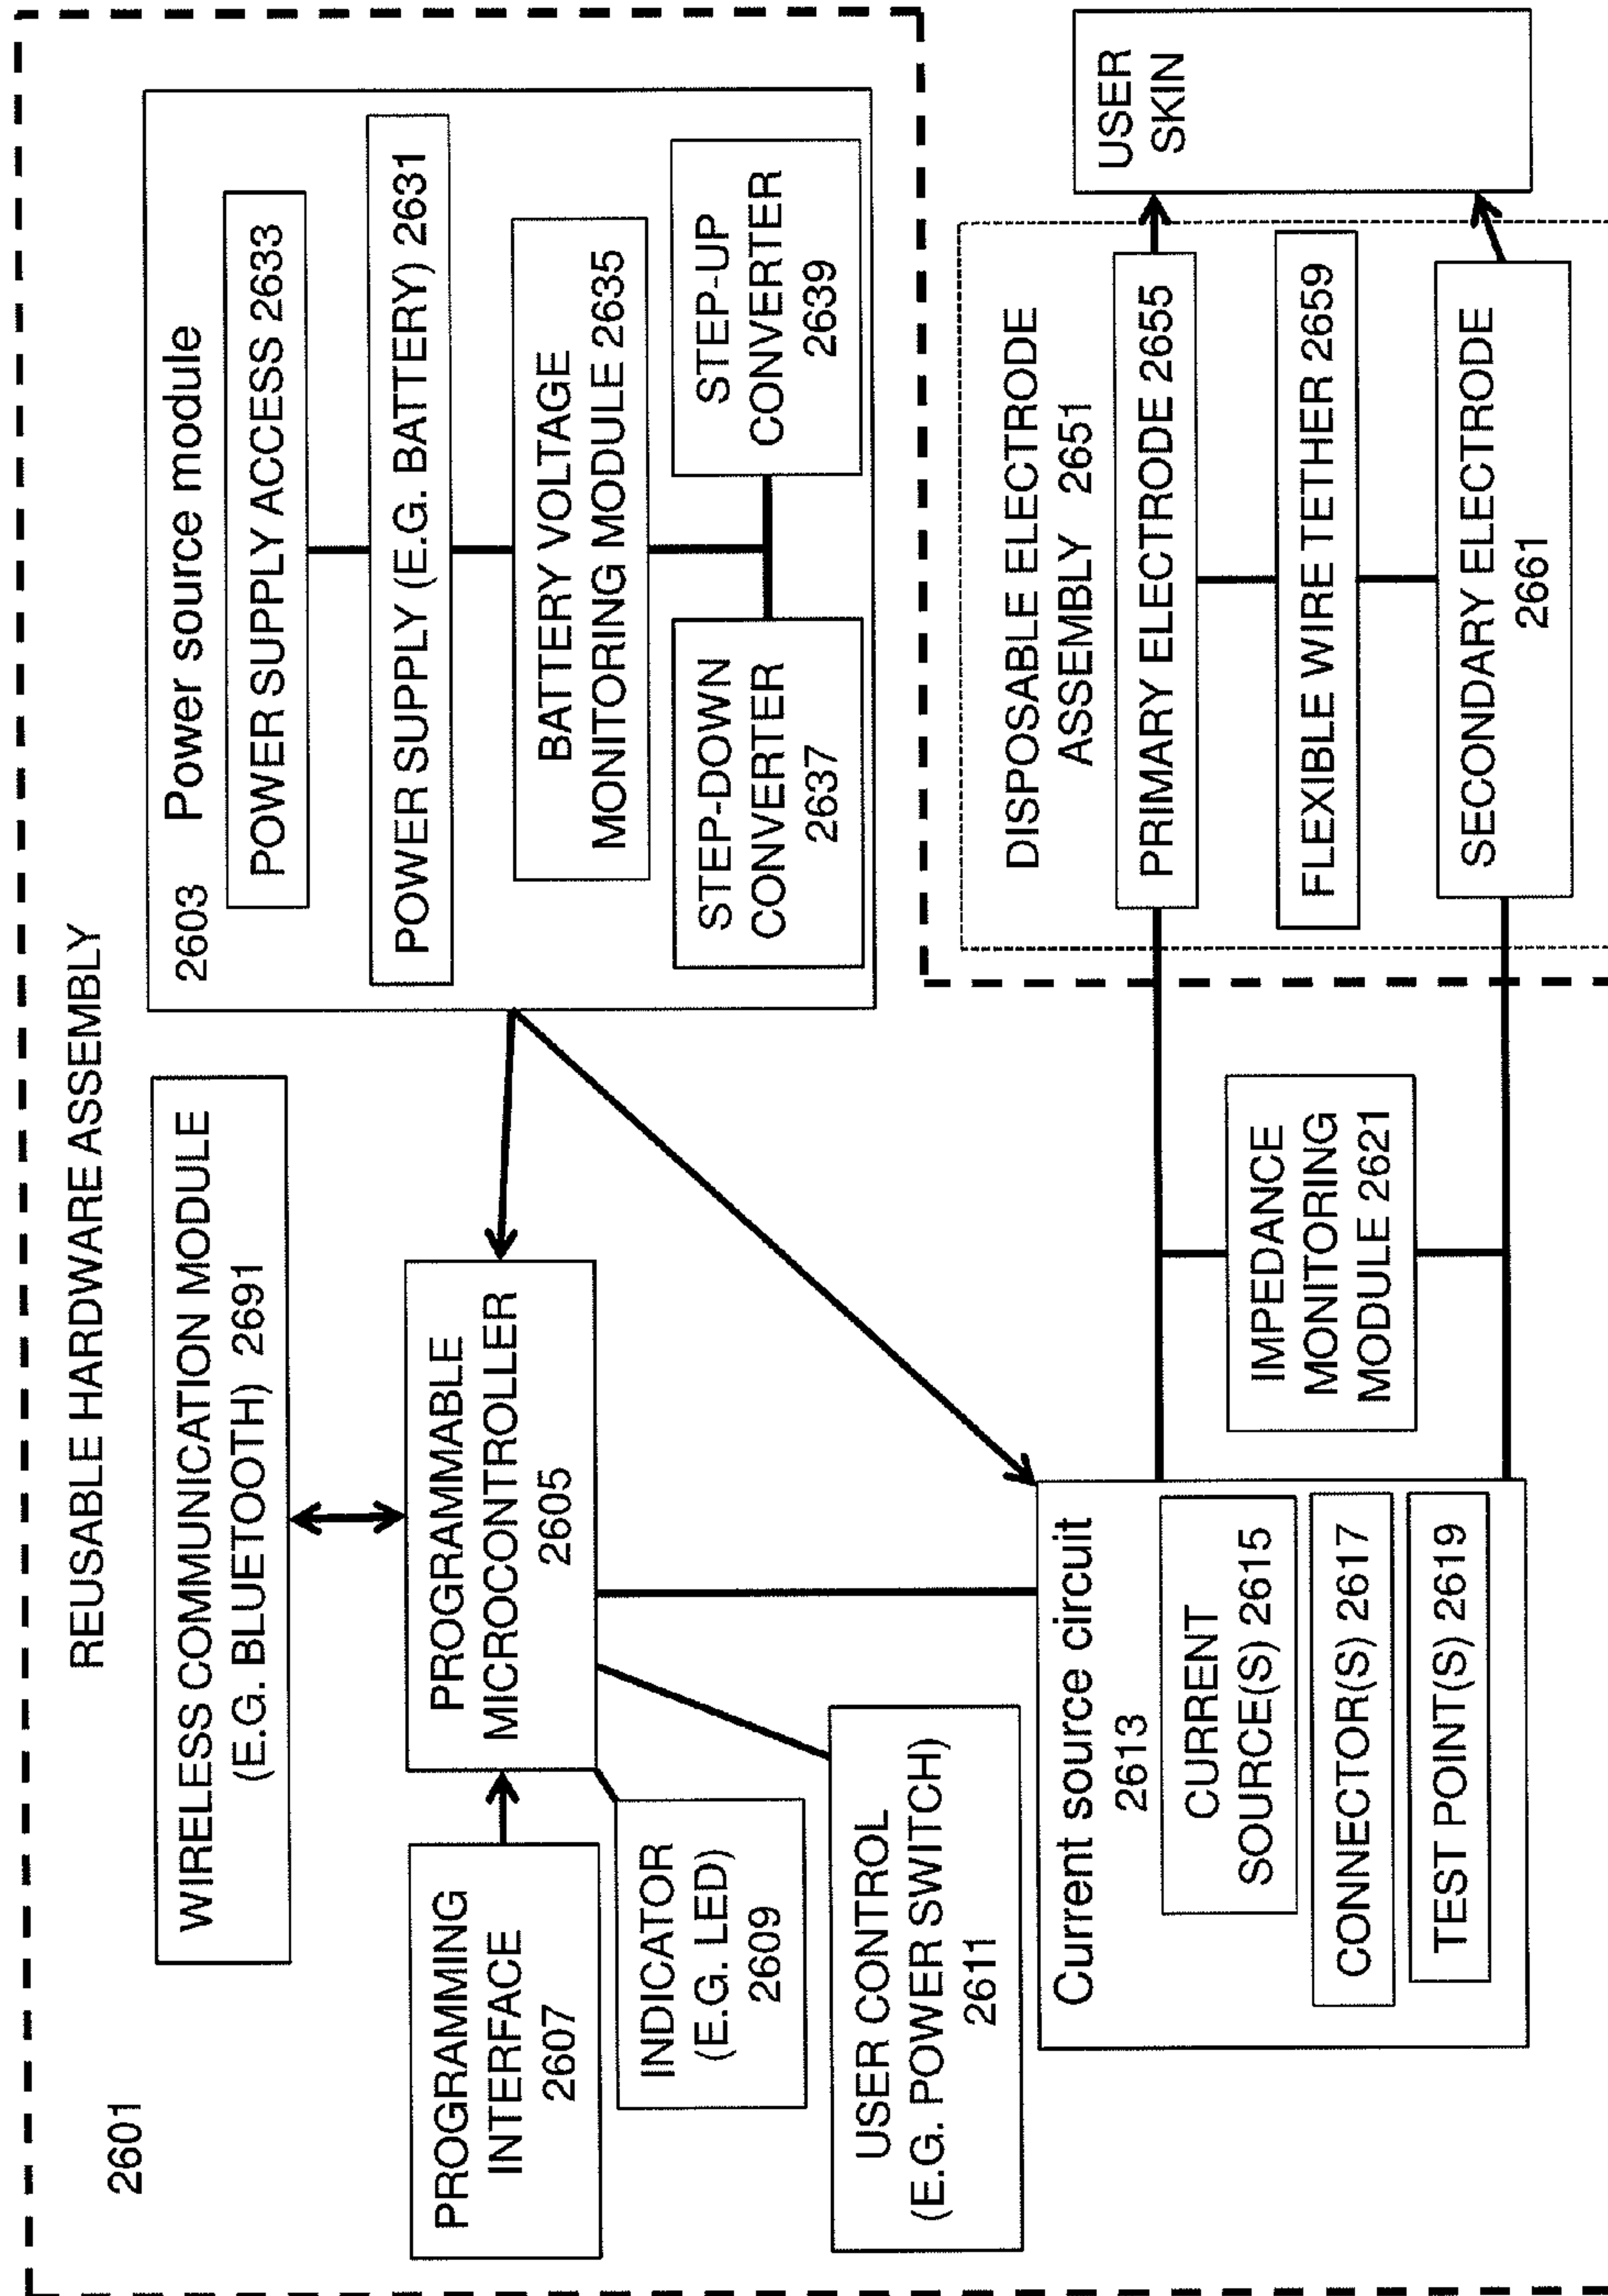 2601
REUSABLE HARDWARE ASSEMBLY
WIRELESS COMMUNICATION MODULE
(E.G. BLUETOOTH) 2691
PROGRAMMING
INTERFACE
2607
PROGRAMMABLE
MICROCONTROLLER
2605
INDICATOR
(E.G. LED)
2609
USER CONTROL
(E.G. POWER SWITCH)
2611
2603 Power source module
POWER SUPPLY ACCESS 2633
POWER SUPPLY (E.G. BATTERY) 2631
BATTERY VOLTAGE
MONITORING MODULE 2635
STEP-DOWN
CONVERTER
2637
STEP-UP
CONVERTER
2639
Current source circuit
2613
CURRENT
SOURCE(S) 2615
CONNECTOR(S) 2617
TEST POINT(S) 2619
IMPEDANCE
MONITORING
MODULE 2621
DISPOSABLE ELECTRODE
ASSEMBLY 2651
PRIMARY ELECTRODE 2655
FLEXIBLE WIRE TETHER 2659
SECONDARY ELECTRODE
2661
USER
SKIN